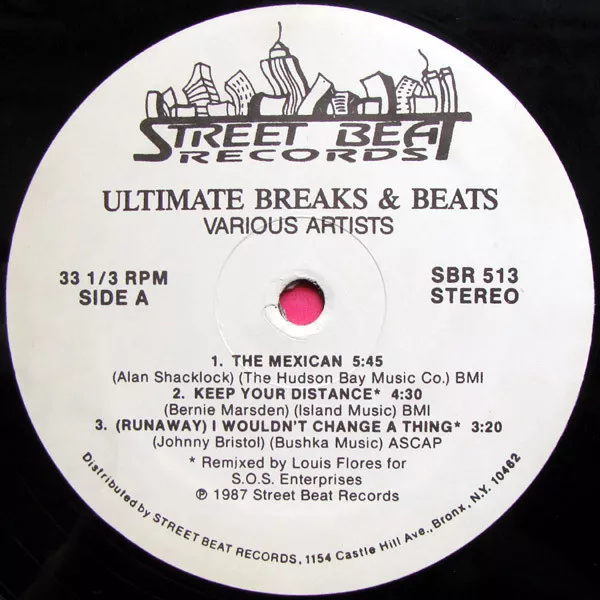 STREET BEAT
RECORDS
ULTIMATE BREAKS & BEATS
VARIOUS ARTISTS
33 1/3 RPM
SIDE A
SBR 513
STEREO
1. THE MEXICAN 5:45
(Alan Shacklock) (The Hudson Bay Music Co.) BMI
2. KEEP YOUR DISTANCE* 4:30
(Bernie Marsden) (Island Music) BMI
3. (RUNAWAY) I WOULDN'T CHANGE A THING* 3:20
(Johnny Bristol) (Bushka Music) ASCAP
* Remixed by Louis Flores for
S.O.S. Enterprises
℗ 1987 Street Beat Records
Distributed by STREET BEAT RECORDS, 1154 Castle Hill Ave., Bronx, N.Y. 10462